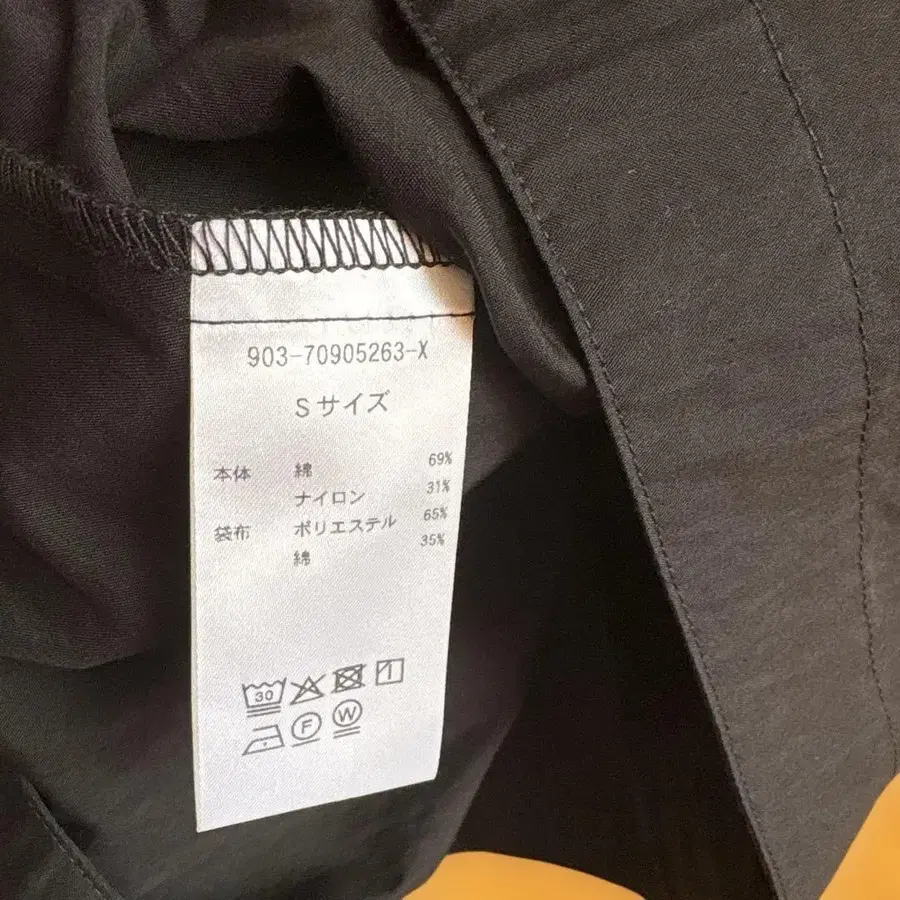 903-70905263-X
Sサイズ
本体 綿 69%
ナイロン 31%
袋布 ポリエステル 65%
綿 35%
30
F W